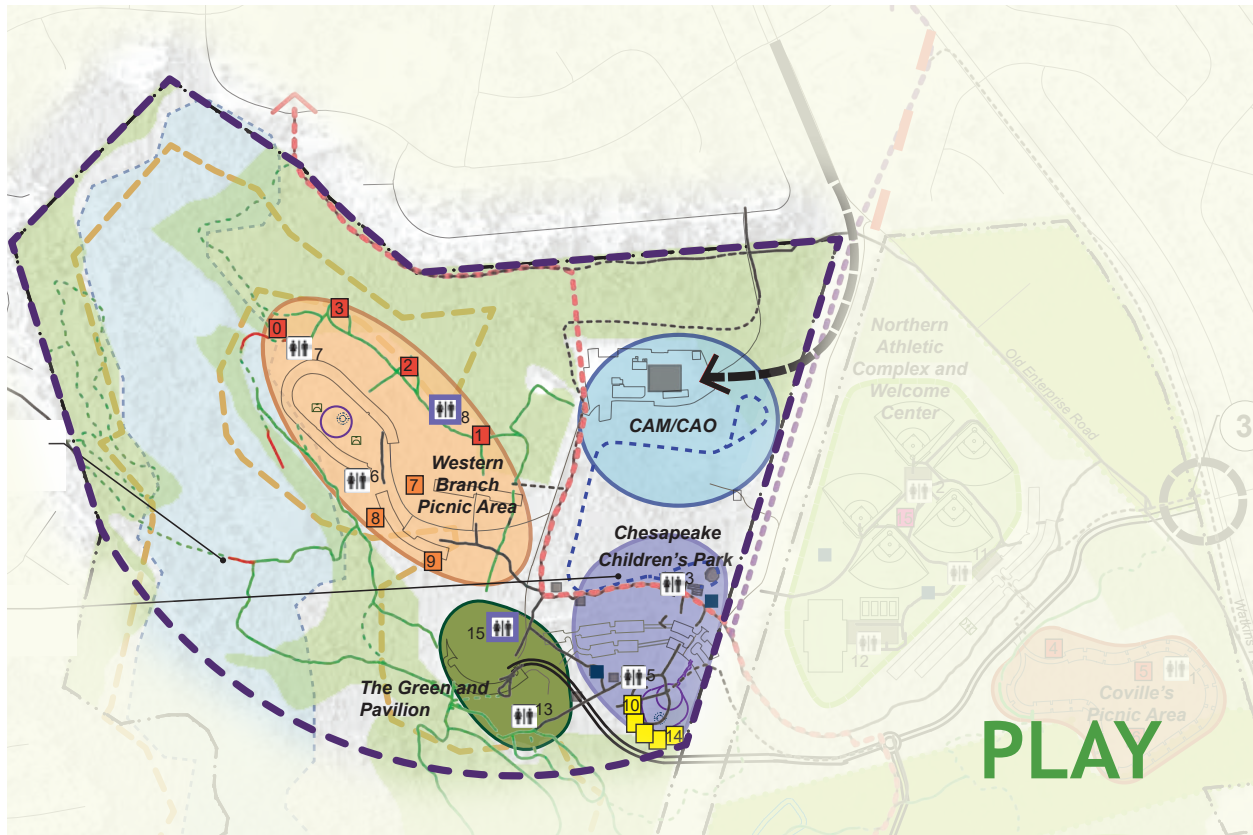 Northern
Athletic
Complex and
Welcome
Center
Old Enterprise Road
3
0
3
7
2
8
1
CAM/CAO
Western
Branch
Picnic Area
6
7
8
9
Chesapeake
Children's Park
3
2
11
12
15
5
The Green and
Pavilion
13
10
14
4
5
1
Coville's
Picnic Area
Watkins
PLAY